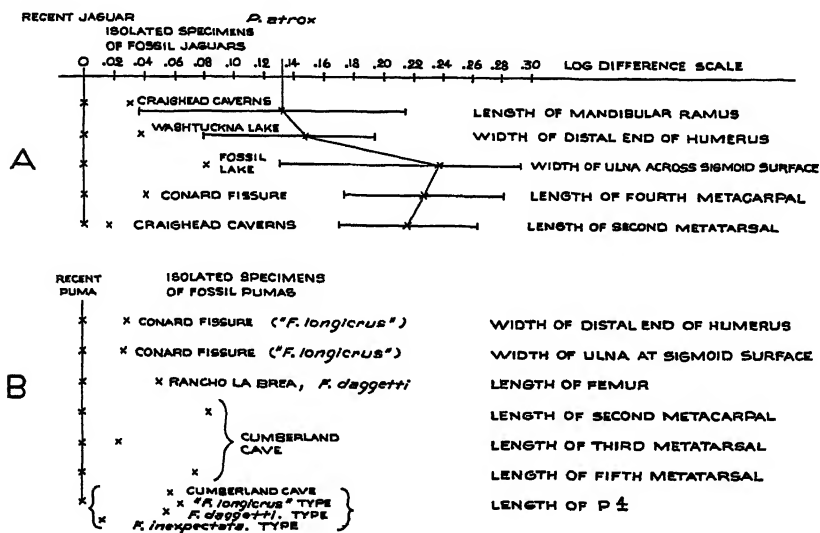 RECENT JAGUAR P. atrox
ISOLATED SPECIMENS
OF FOSSIL JAGUARS
0 .02 .04 .06 .08 .10 .12 .14 .16 .18 .20 .22 .24 .26 .28 .30 LOG DIFFERENCE SCALE
A
CRAIGHEAD CAVERNS LENGTH OF MANDIBULAR RAMUS
WASHTUCKNA LAKE WIDTH OF DISTAL END OF HUMERUS
FOSSIL
LAKE WIDTH OF ULNA ACROSS SIGMOID SURFACE
CONARD FISSURE LENGTH OF FOURTH METACARPAL
CRAIGHEAD CAVERNS LENGTH OF SECOND METATARSAL
RECENT
PUMA
ISOLATED SPECIMENS
OF FOSSIL PUMAS
B
CONARD FISSURE ("F. longicrus") WIDTH OF DISTAL END OF HUMERUS
CONARD FISSURE ("F. longicrus") WIDTH OF ULNA AT SIGMOID SURFACE
RANCHO LA BREA, F. daggetti LENGTH OF FEMUR
LENGTH OF SECOND METACARPAL
CUMBERLAND
CAVE
LENGTH OF THIRD METATARSAL
LENGTH OF FIFTH METATARSAL
CUMBERLAND CAVE
"F. longicrus" TYPE
F. daggetti. TYPE
F. inexpectata. TYPE
LENGTH OF P4